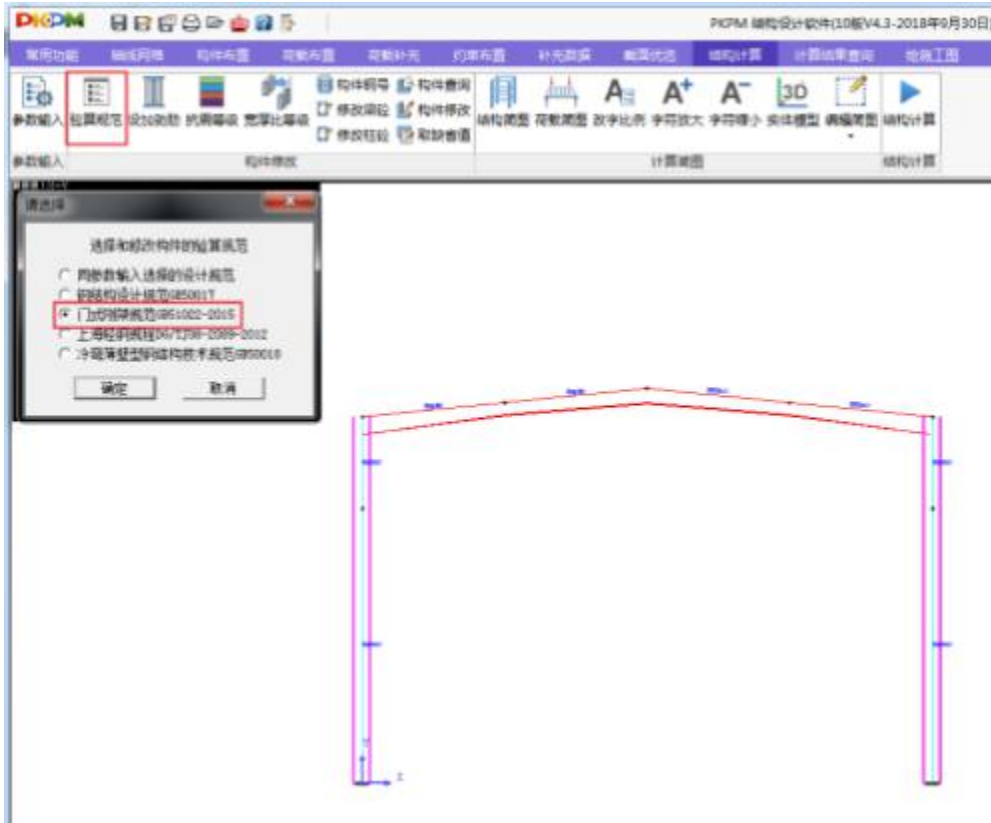 PKPM
PKPM 结构设计软件(10版V4.3-2018年9月30日)
常用功能 轴线网格 构件布置 荷载布置 荷载补充 约束布置 补充数据 截面优选 结构计算 计算结果查询 绘施工图
参数输入 验算规范 设加劲肋 抗震等级 宽厚比等级
构件钢号 构件查询
修改梁铰 构件修改
修改柱铰 取缺省值
结构简图 荷载简图 改字比例 字符放大 字符缩小 实体模型 编辑简图 结构计算
参数输入 构件修改 计算简图 结构计算
请选择
选择和修改构件的验算规范
同参数输入选择的设计规范
钢结构设计规范GB50017
门式刚架规范GB51022-2015
上海轻钢规程DG/TJ08-2089-2012
冷弯薄壁型钢结构技术规范GB50018
确定 取消